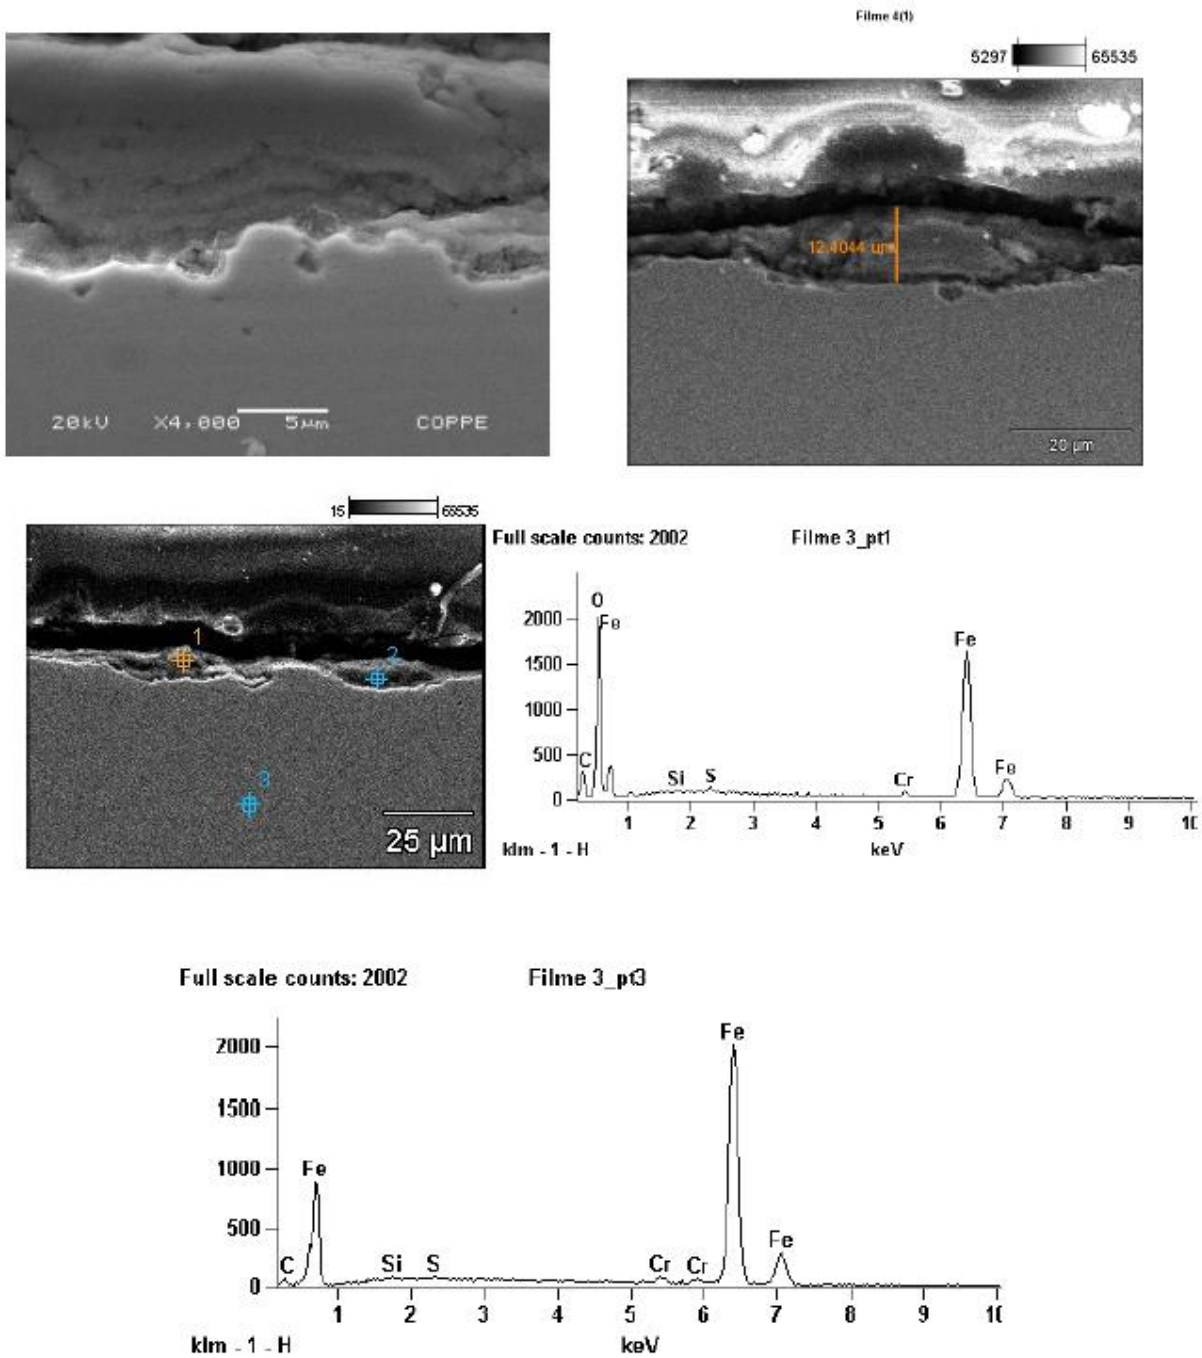 Filme 4(1)
5297 65535
12.4044 um
20kV X4,000 5µm COPPE
20 µm
15 65535
1
2
3
25 µm
Full scale counts: 2002 Filme 3_pt1
2000
1500
1000
500
0
O
Fe
C
Si
S
Cr
Fe
Fe
1 2 3 4 5 6 7 8 9 10
klm - 1 - H keV
Full scale counts: 2002 Filme 3_pt3
2000
1500
1000
500
0
C
Fe
Si
S
Cr
Cr
Fe
Fe
1 2 3 4 5 6 7 8 9 10
klm - 1 - H keV